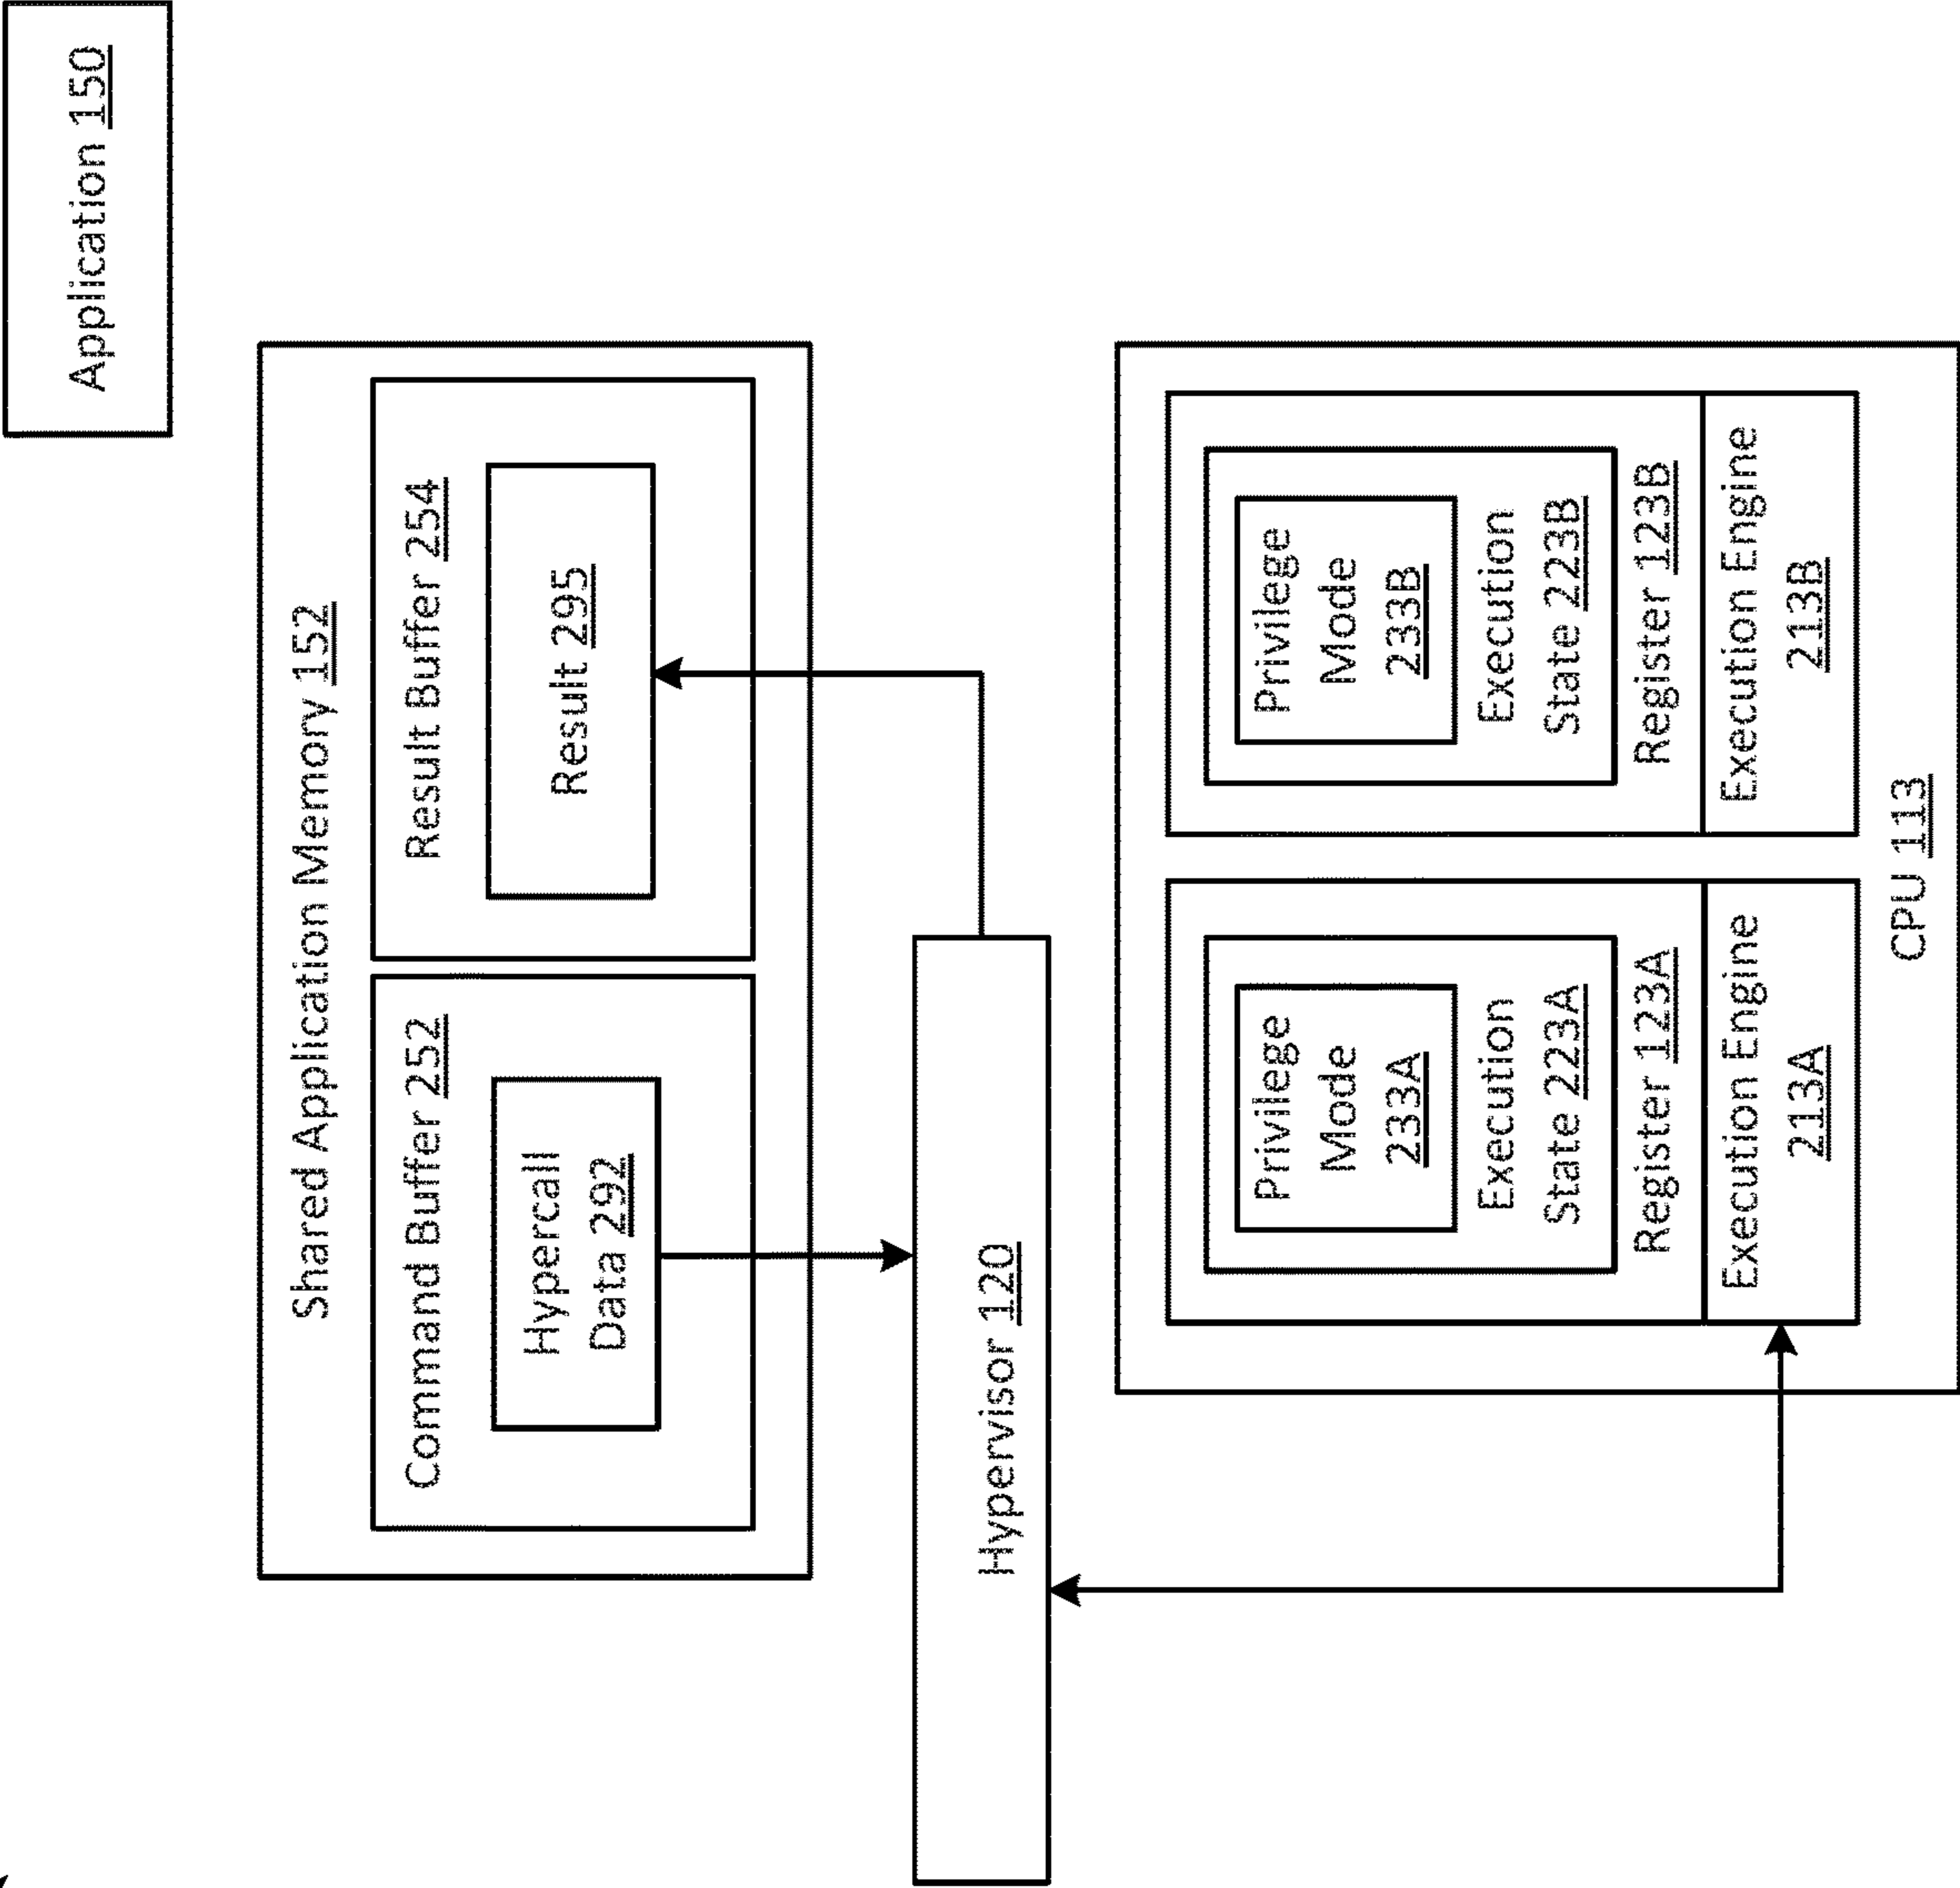 Application 150
Shared Application Memory 152
Command Buffer 252
Hypercall
Data 292
Result Buffer 254
Result 295
Hypervisor 120
Privilege
Mode
233A
Execution
State 223A
Register 123A
Execution Engine
213A
Privilege
Mode
233B
Execution
State 223B
Register 123B
Execution Engine
213B
CPU 113